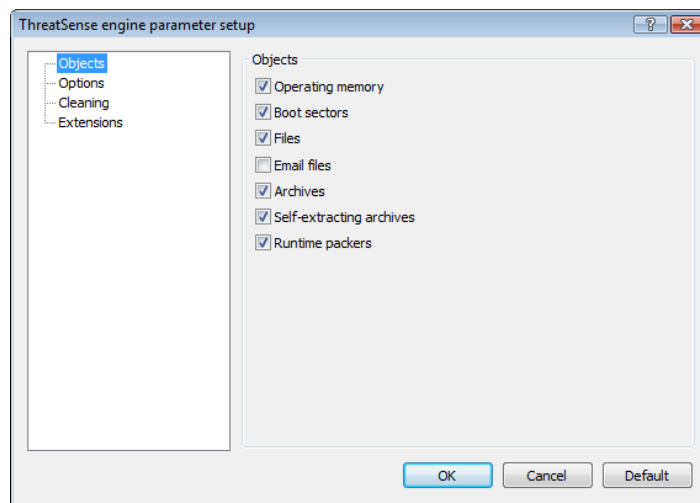 ThreatSense engine parameter setup
Objects
Options
Cleaning
Extensions
Objects
Operating memory
Boot sectors
Files
Email files
Archives
Self-extracting archives
Runtime packers
OK
Cancel
Default